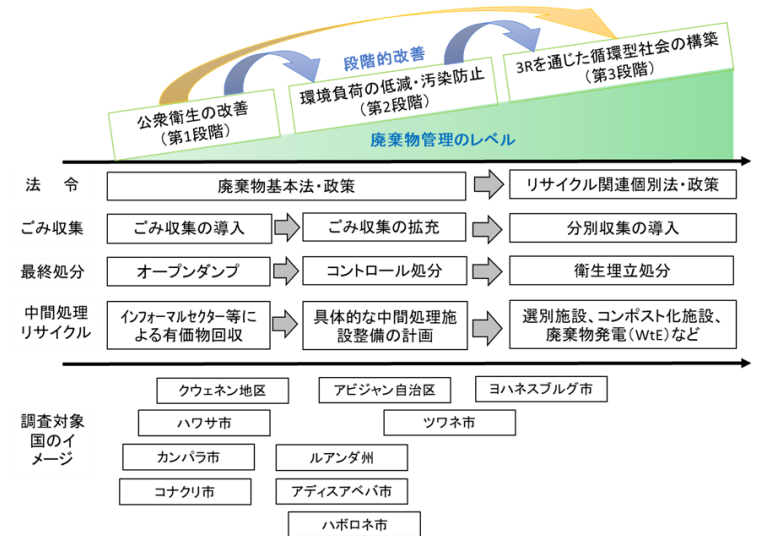 段階的改善
公衆衛生の改善
（第1段階）
環境負荷の低減・汚染防止
（第2段階）
3Rを通じた循環型社会の構築
（第3段階）
廃棄物管理のレベル
法　令
廃棄物基本法・政策
リサイクル関連個別法・政策
ごみ収集
ごみ収集の導入
ごみ収集の拡充
分別収集の導入
最終処分
オープンダンプ
コントロール処分
衛生埋立処分
中間処理
リサイクル
インフォーマルセクター等に
よる有価物回収
具体的な中間処理施
設整備の計画
選別施設、コンポスト化施設、
廃棄物発電（WtE）など
調査対象
国のイ
メージ
クウェネン地区
アビジャン自治区
ヨハネスブルグ市
ハワサ市
ツワネ市
カンパラ市
ルアンダ州
コナクリ市
アディスアベバ市
ハボロネ市